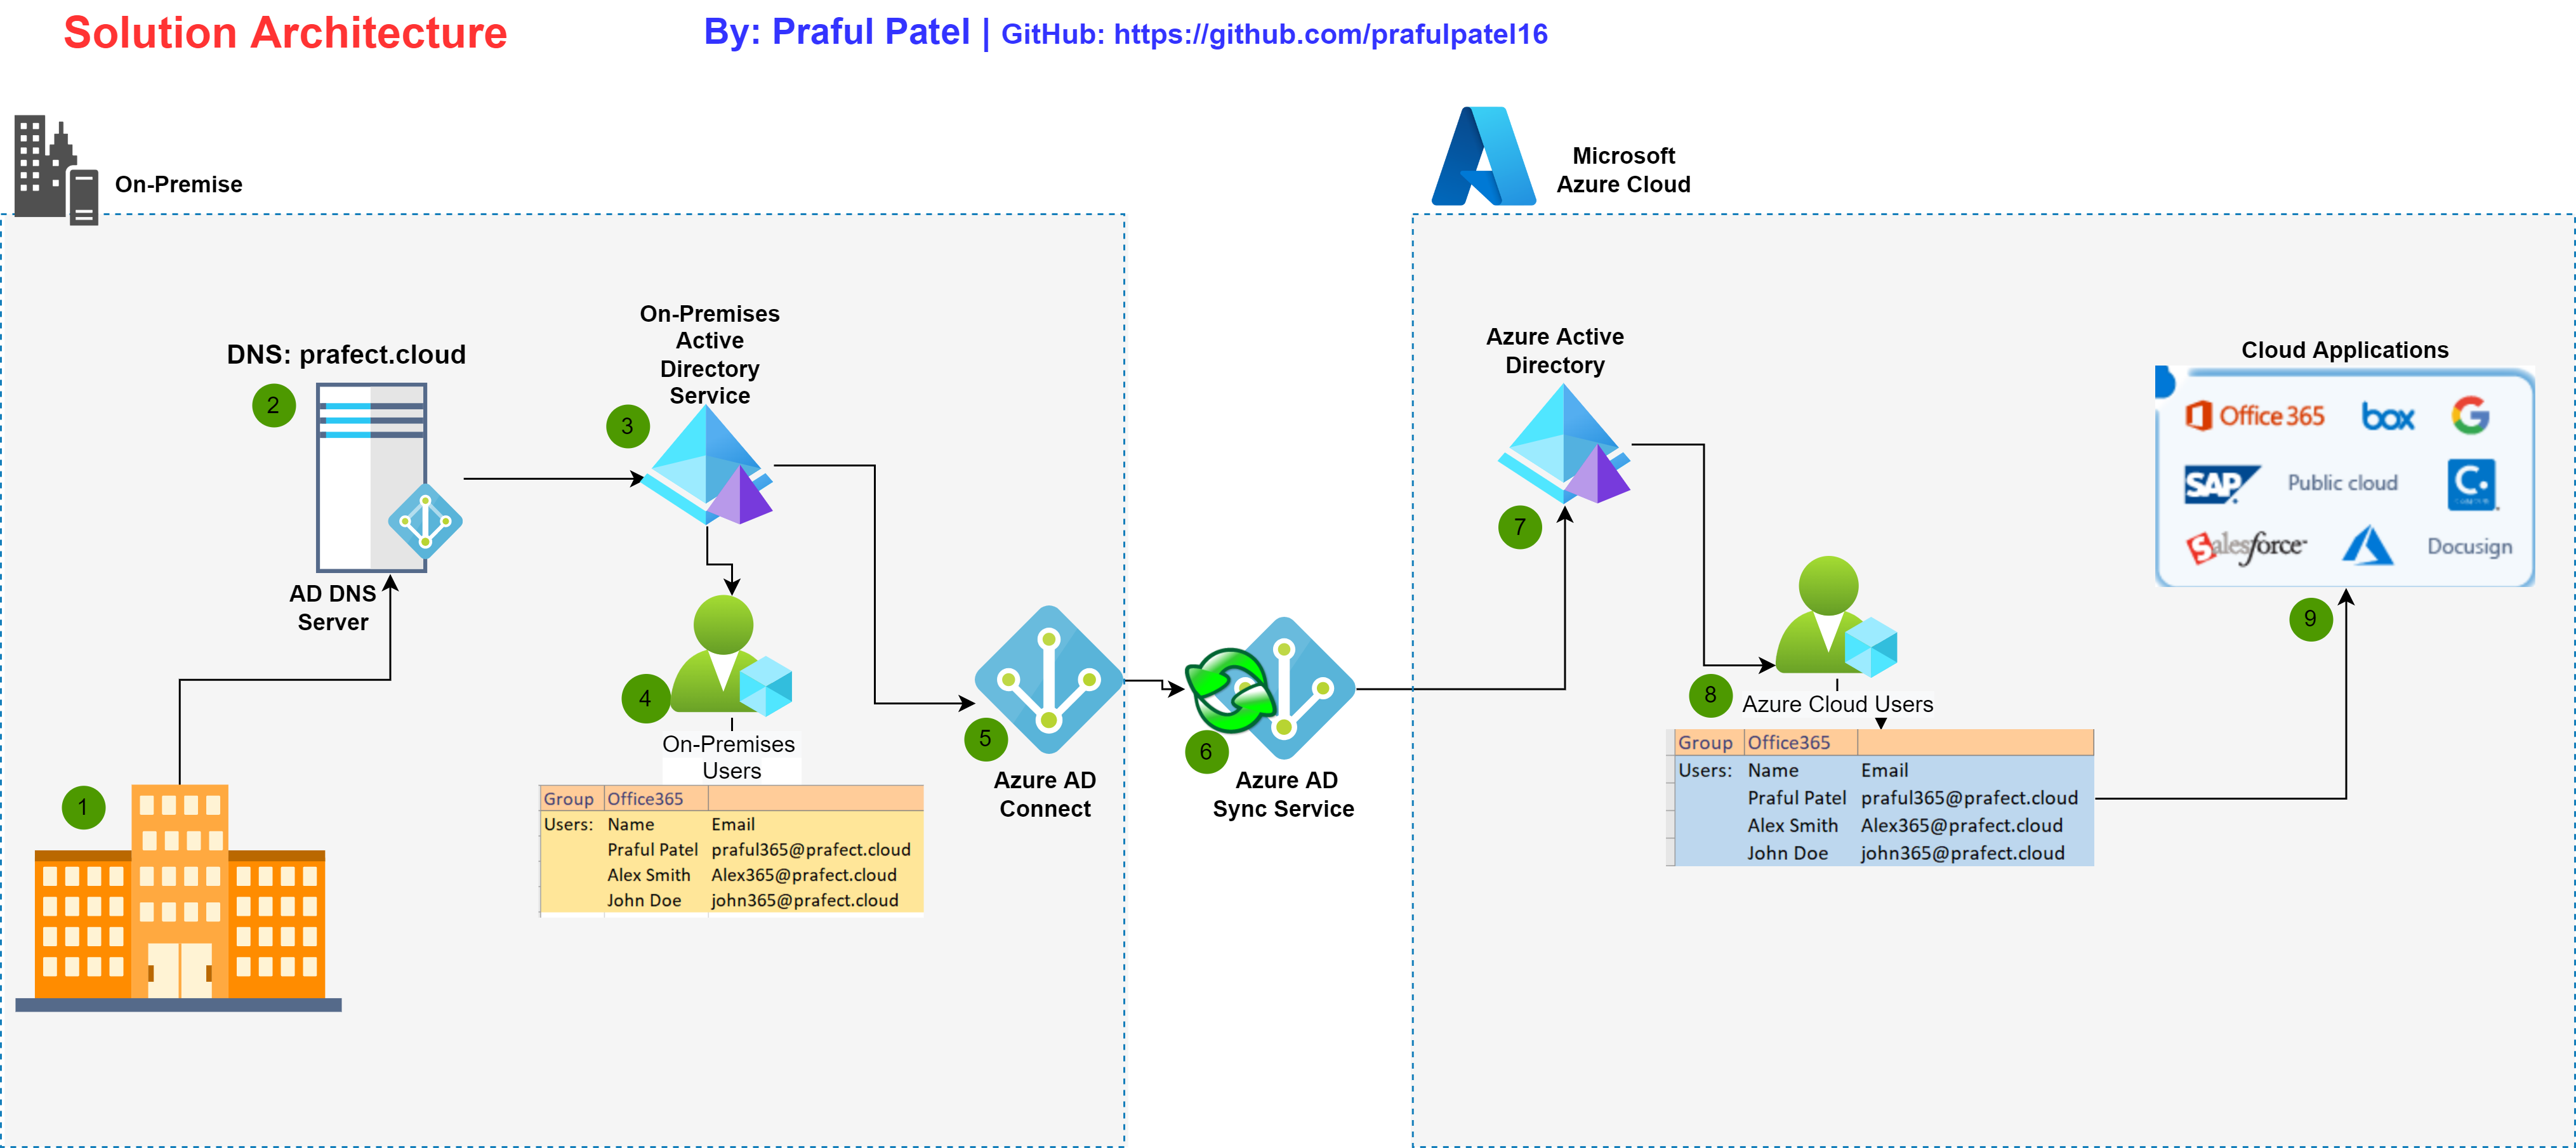 Solution Architecture
By: Praful Patel | GitHub: https://github.com/prafulpatel16
On-Premise
Microsoft
Azure Cloud
DNS: prafect.cloud
2
AD DNS
Server
1
On-Premises
Active
Directory
Service
3
4
On-Premises
Users
Group Office365
Users: Name Email
Praful Patel praful365@prafect.cloud
Alex Smith Alex365@prafect.cloud
John Doe john365@prafect.cloud
5
Azure AD
Connect
6
Azure AD
Sync Service
Azure Active
Directory
7
8
Azure Cloud Users
Group Office365
Users: Name Email
Praful Patel praful365@prafect.cloud
Alex Smith Alex365@prafect.cloud
John Doe john365@prafect.cloud
Cloud Applications
Office 365 box G
SAP Public cloud C.
Salesforce Docusign
9